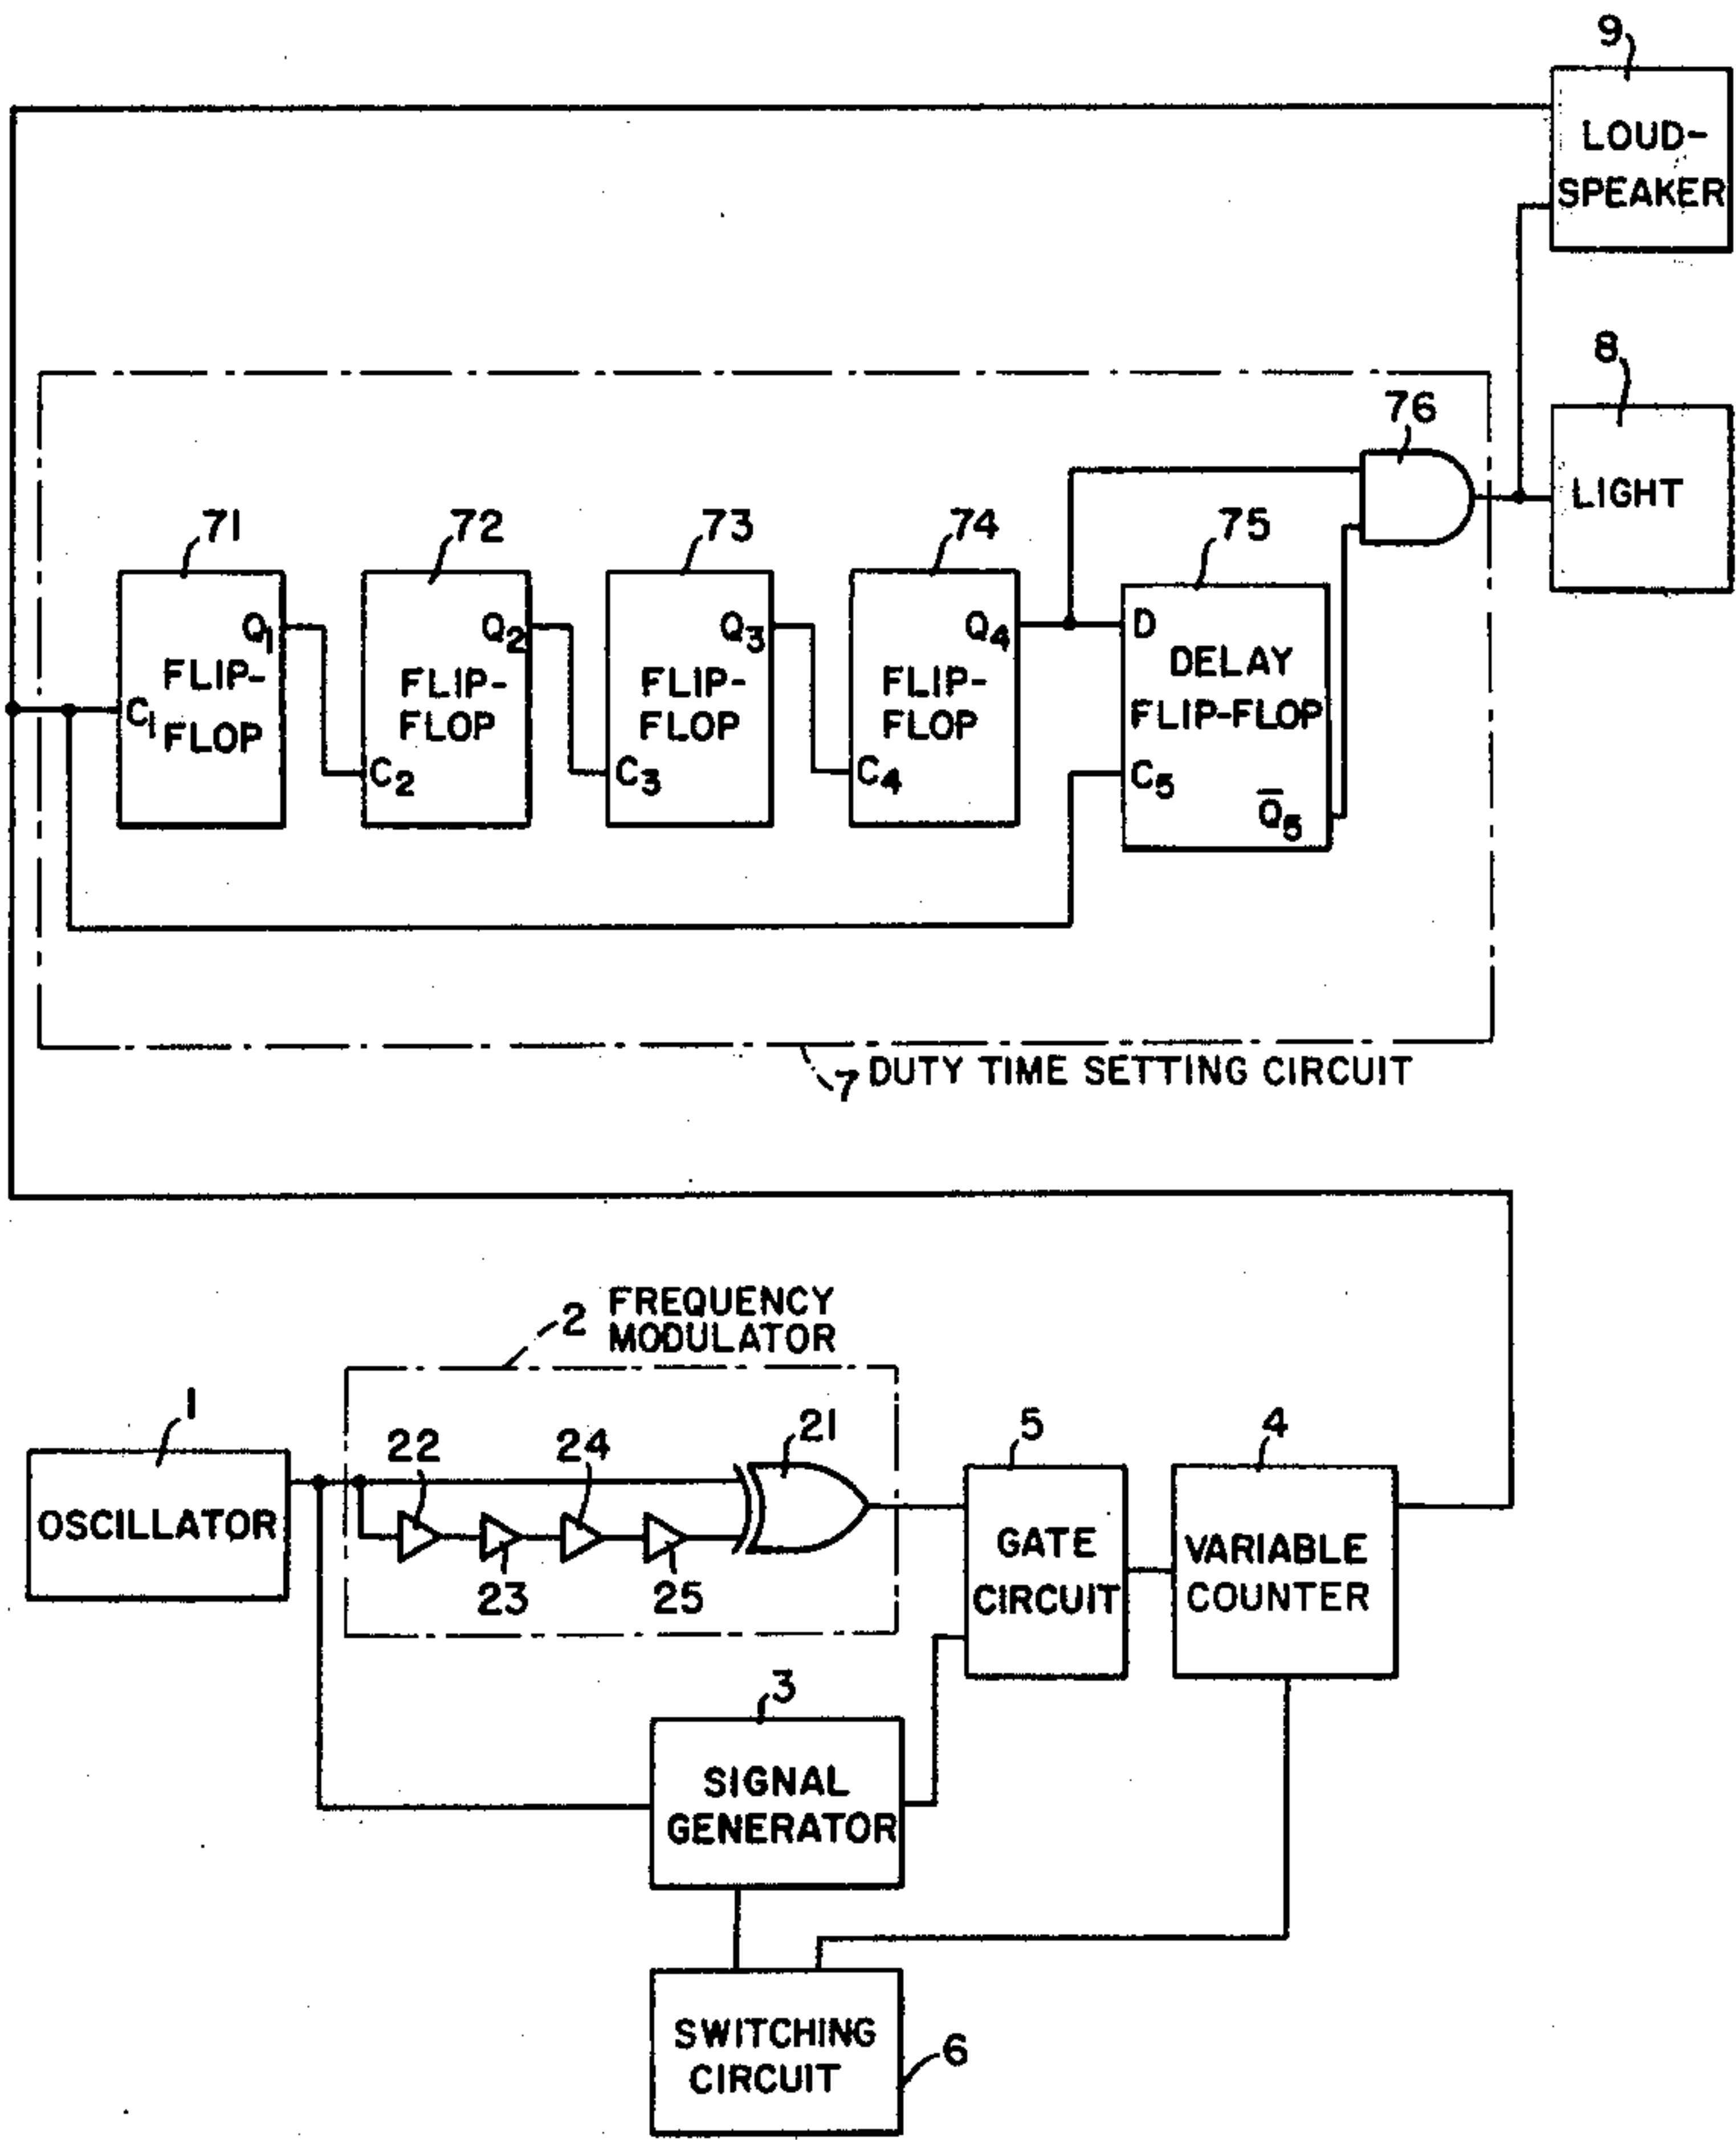 9
LOUD-
SPEAKER
8
LIGHT
76
71
72
73
74
75
Q1
FLIP-
C1 FLOP
Q2
FLIP-
FLOP
C2
Q3
FLIP-
FLOP
C3
Q4
FLIP-
FLOP
C4
D
DELAY
FLIP-FLOP
C5
Q̅5
7 DUTY TIME SETTING CIRCUIT
2 FREQUENCY
MODULATOR
1
OSCILLATOR
22
24
21
23
25
5
GATE
CIRCUIT
4
VARIABLE
COUNTER
3
SIGNAL
GENERATOR
SWITCHING
CIRCUIT
6